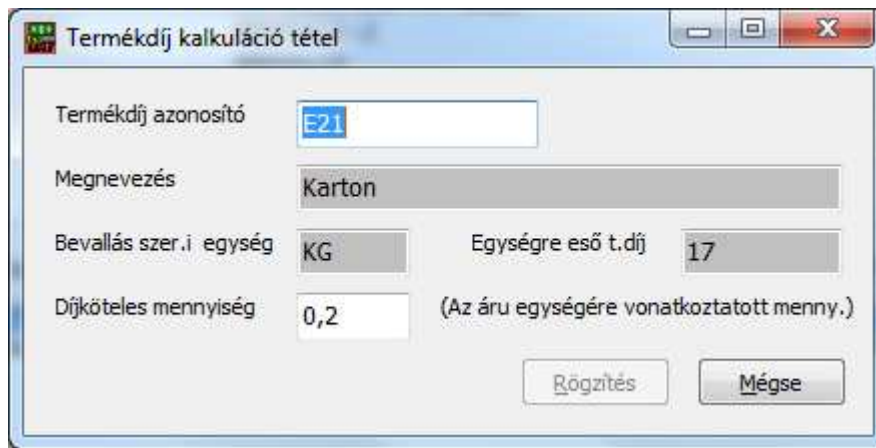 Termékdíj kalkuláció tétel
Termékdíj azonosító E21
Megnevezés Karton
Bevallás szer.i egység KG Egységre eső t.díj 17
Díjköteles mennyiség 0,2 (Az áru egységére vonatkoztatott menny.)
Rögzítés Mégse